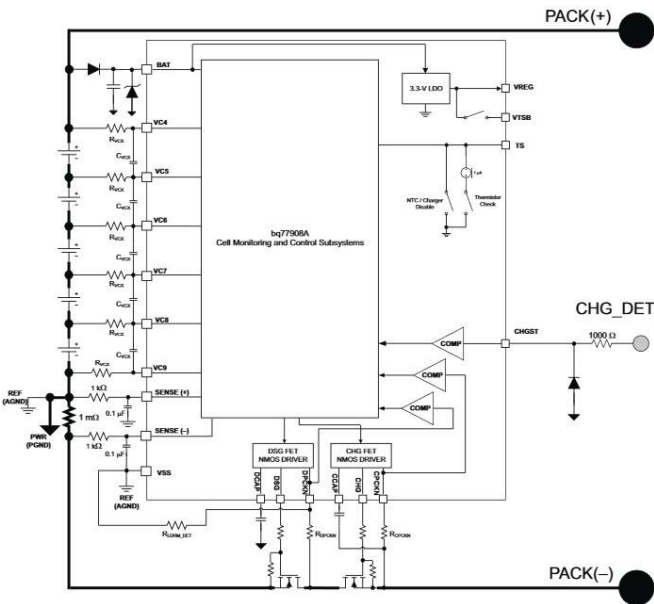 PACK(+)
BAT
3.3-V LDO
VREG
VTSB
VC4
TS
RVCX
CVCX
1 µA
VC5
RVCX
NTC / Charger
Disable
Thermistor
Check
CVCX
bq77908A
Cell Monitoring and Control Subsystems
VC6
RVCX
CVCX
VC7
RVCX
CVCX
CHG_DET
VC8
RVCX
CHGST
1000 Ω
COMP
CVCX
RVCX
VC9
COMP
REF
(AGND)
1 kΩ
SENSE (+)
0.1 µF
COMP
1 mΩ
PWR
(PGND)
SENSE (–)
1 kΩ
0.1 µF
DSG FET
NMOS DRIVER
CHG FET
NMOS DRIVER
VSS
REF
(AGND)
DCAP
DSG
DPCKN
CCAP
CHG
CPCKN
RLDRM_DET
RDPCKN
RCPCKN
PACK(–)